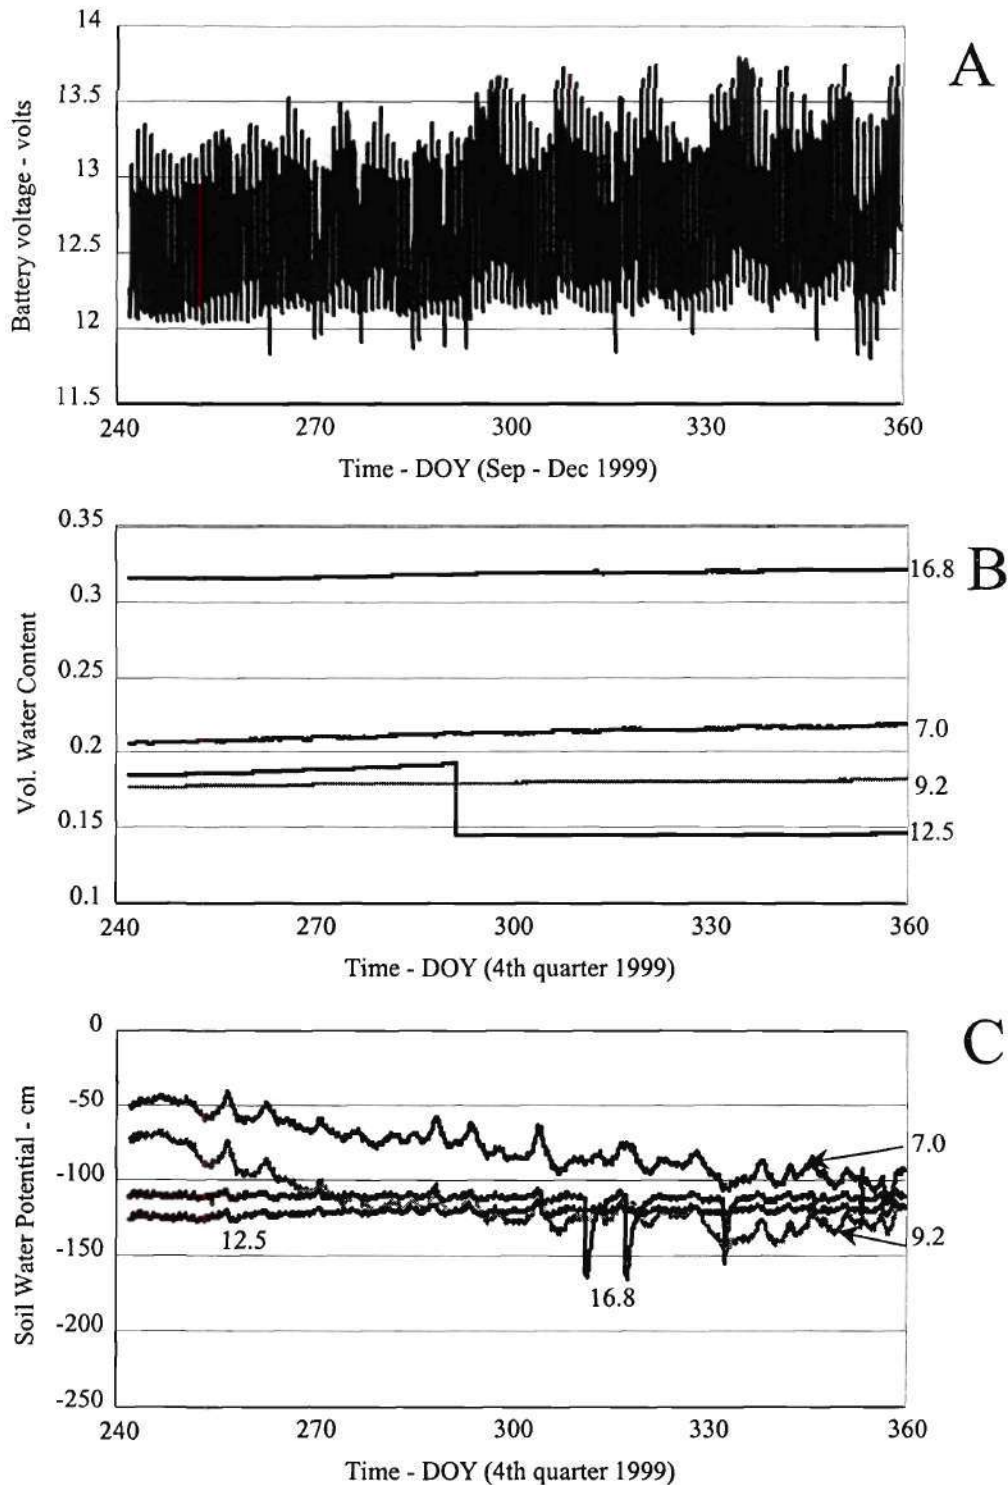 14
13.5
13
12.5
12
11.5
Battery voltage - volts
240 270 300 330 360
Time - DOY (Sep - Dec 1999)
A
0.35
0.3
0.25
0.2
0.15
0.1
Vol. Water Content
16.8
7.0
9.2
12.5
240 270 300 330 360
Time - DOY (4th quarter 1999)
B
0
-50
-100
-150
-200
-250
Soil Water Potential - cm
12.5
16.8
7.0
9.2
240 270 300 330 360
Time - DOY (4th quarter 1999)
C